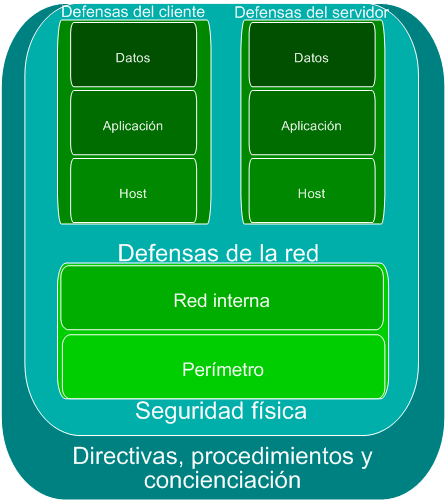 Defensas del cliente
Datos
Aplicación
Host
Defensas del servidor
Datos
Aplicación
Host
Defensas de la red
Red interna
Perímetro
Seguridad física
Directivas, procedimientos y
concienciación